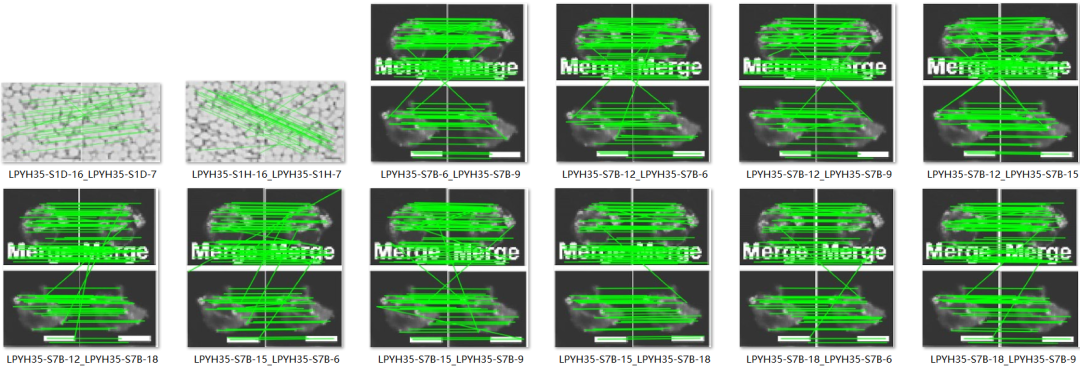 Merge Merge
Merge Merge
Merge Merge
Merge Merge
LPYH35-S1D-16_LPYH35-S1D-7
LPYH35-S1H-16_LPYH35-S1H-7
LPYH35-S7B-6_LPYH35-S7B-9
LPYH35-S7B-12_LPYH35-S7B-6
LPYH35-S7B-12_LPYH35-S7B-9
LPYH35-S7B-12_LPYH35-S7B-15
Merge Merge
Merge Merge
Merge Merge
Merge Merge
Merge Merge
Merge Merge
LPYH35-S7B-12_LPYH35-S7B-18
LPYH35-S7B-15_LPYH35-S7B-6
LPYH35-S7B-15_LPYH35-S7B-9
LPYH35-S7B-15_LPYH35-S7B-18
LPYH35-S7B-18_LPYH35-S7B-6
LPYH35-S7B-18_LPYH35-S7B-9